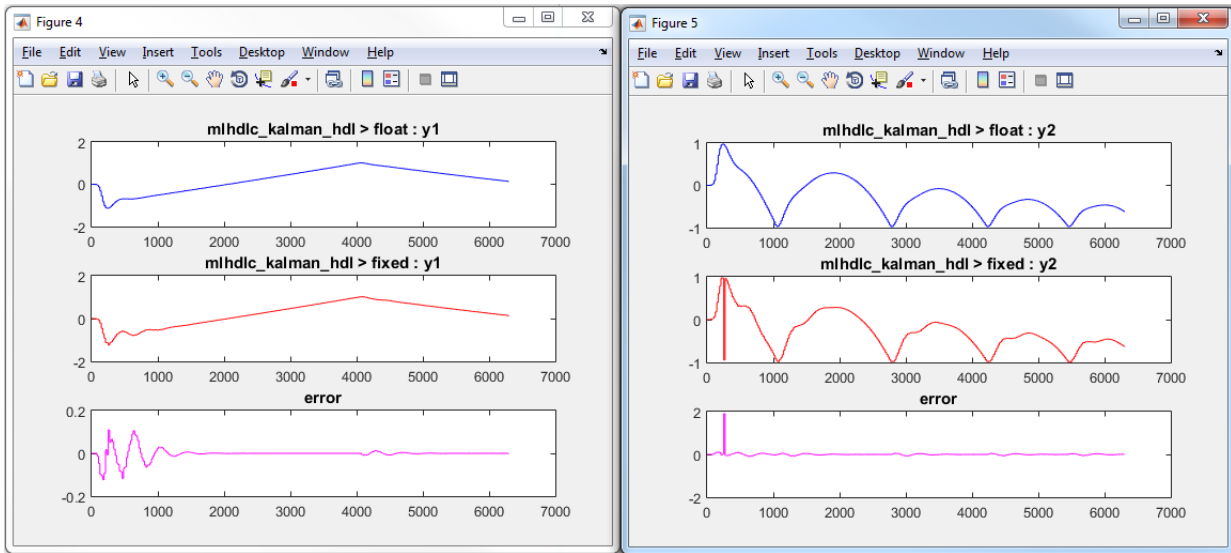 Figure 4
File Edit View Insert Tools Desktop Window Help
mlhdlc_kalman_hdl > float : y1
2
0
-2
0 1000 2000 3000 4000 5000 6000 7000
mlhdlc_kalman_hdl > fixed : y1
2
0
-2
0 1000 2000 3000 4000 5000 6000 7000
error
0.2
0
-0.2
0 1000 2000 3000 4000 5000 6000 7000
Figure 5
File Edit View Insert Tools Desktop Window Help
mlhdlc_kalman_hdl > float : y2
1
0
-1
0 1000 2000 3000 4000 5000 6000 7000
mlhdlc_kalman_hdl > fixed : y2
1
0
-1
0 1000 2000 3000 4000 5000 6000 7000
error
2
0
-2
0 1000 2000 3000 4000 5000 6000 7000